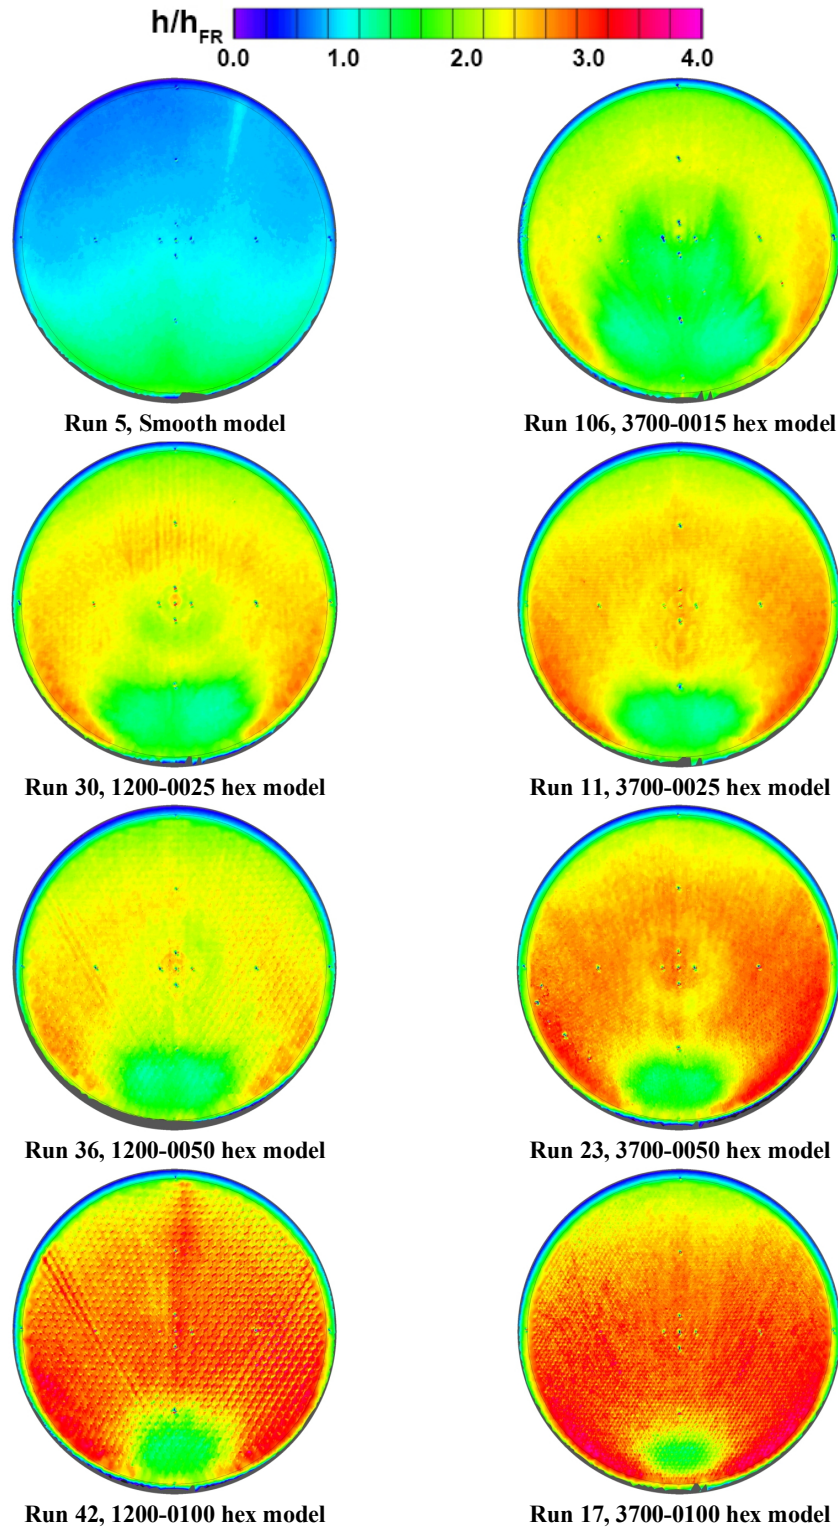 h/hFR
0.0 1.0 2.0 3.0 4.0
Run 5, Smooth model
Run 106, 3700-0015 hex model
Run 30, 1200-0025 hex model
Run 11, 3700-0025 hex model
Run 36, 1200-0050 hex model
Run 23, 3700-0050 hex model
Run 42, 1200-0100 hex model
Run 17, 3700-0100 hex model